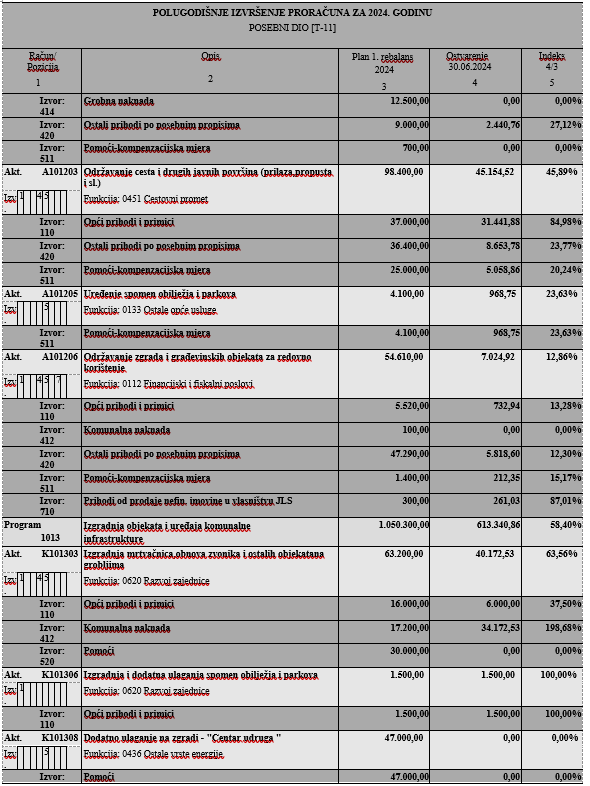 POLUGODIŠNJE IZVRŠENJE PRORAČUNA ZA 2024. GODINU
POSEBNI DIO [T-11]
Račun/ Opis Plan 1. rebalans Ostvarenje Indeks
Pozicija 2024 30.06.2024 4/3
1 2 3 4 5
Izvor: Grobna naknada 12.500,00 0,00 0,00%
414
Izvor: Ostali prihodi po posebnim propisima 9.000,00 2.440,76 27,12%
420
Izvor: Pomoći-kompenzacijska mjera 700,00 0,00 0,00%
511
Akt. A101203 Održavanje cesta i drugih javnih površina (prilaza,propusta 98.400,00 45.154,52 45,89%
i sl.)
Izv 1 4 5 Funkcija: 0451 Cestovni promet
.
Izvor: Opći prihodi i primici 37.000,00 31.441,88 84,98%
110
Izvor: Ostali prihodi po posebnim propisima 36.400,00 8.653,78 23,77%
420
Izvor: Pomoći-kompenzacijska mjera 25.000,00 5.058,86 20,24%
511
Akt. A101205 Uređenje spomen obilježja i parkova 4.100,00 968,75 23,63%
Izv 5 Funkcija: 0133 Ostale opće usluge
.
Izvor: Pomoći-kompenzacijska mjera 4.100,00 968,75 23,63%
511
Akt. A101206 Održavanje zgrada i građevinskih objekata za redovno 54.610,00 7.024,92 12,86%
korištenje
Izv 1 4 5 7 Funkcija: 0112 Financijski i fiskalni poslovi
.
Izvor: Opći prihodi i primici 5.520,00 732,94 13,28%
110
Izvor: Komunalna naknada 100,00 0,00 0,00%
412
Izvor: Ostali prihodi po posebnim propisima 47.290,00 5.818,60 12,30%
420
Izvor: Pomoći-kompenzacijska mjera 1.400,00 212,35 15,17%
511
Izvor: Prihodi od prodaje nefin. imovine u vlasništvu JLS 300,00 261,03 87,01%
710
Program Izgradnja objekata i uređaja komunalne 1.050.300,00 613.340,86 58,40%
1013 infrastrukture
Akt. K101303 Izgradnja mrtvačnica,obnova zvonika i ostalih objekatana 63.200,00 40.172,53 63,56%
grobljima
Izv 1 4 5 Funkcija: 0620 Razvoj zajednice
.
Izvor: Opći prihodi i primici 16.000,00 6.000,00 37,50%
110
Izvor: Komunalna naknada 17.200,00 34.172,53 198,68%
412
Izvor: Pomoći 30.000,00 0,00 0,00%
520
Akt. K101306 Izgradnja i dodatna ulaganja spomen obilježja i parkova 1.500,00 1.500,00 100,00%
Izv 1 Funkcija: 0620 Razvoj zajednice
.
Izvor: Opći prihodi i primici 1.500,00 1.500,00 100,00%
110
Akt. K101308 Dodatno ulaganje na zgradi - "Centar udruga " 47.000,00 0,00 0,00%
Izv 5 Funkcija: 0436 Ostale vrste energije
.
Izvor: Pomoći 47.000,00 0,00 0,00%